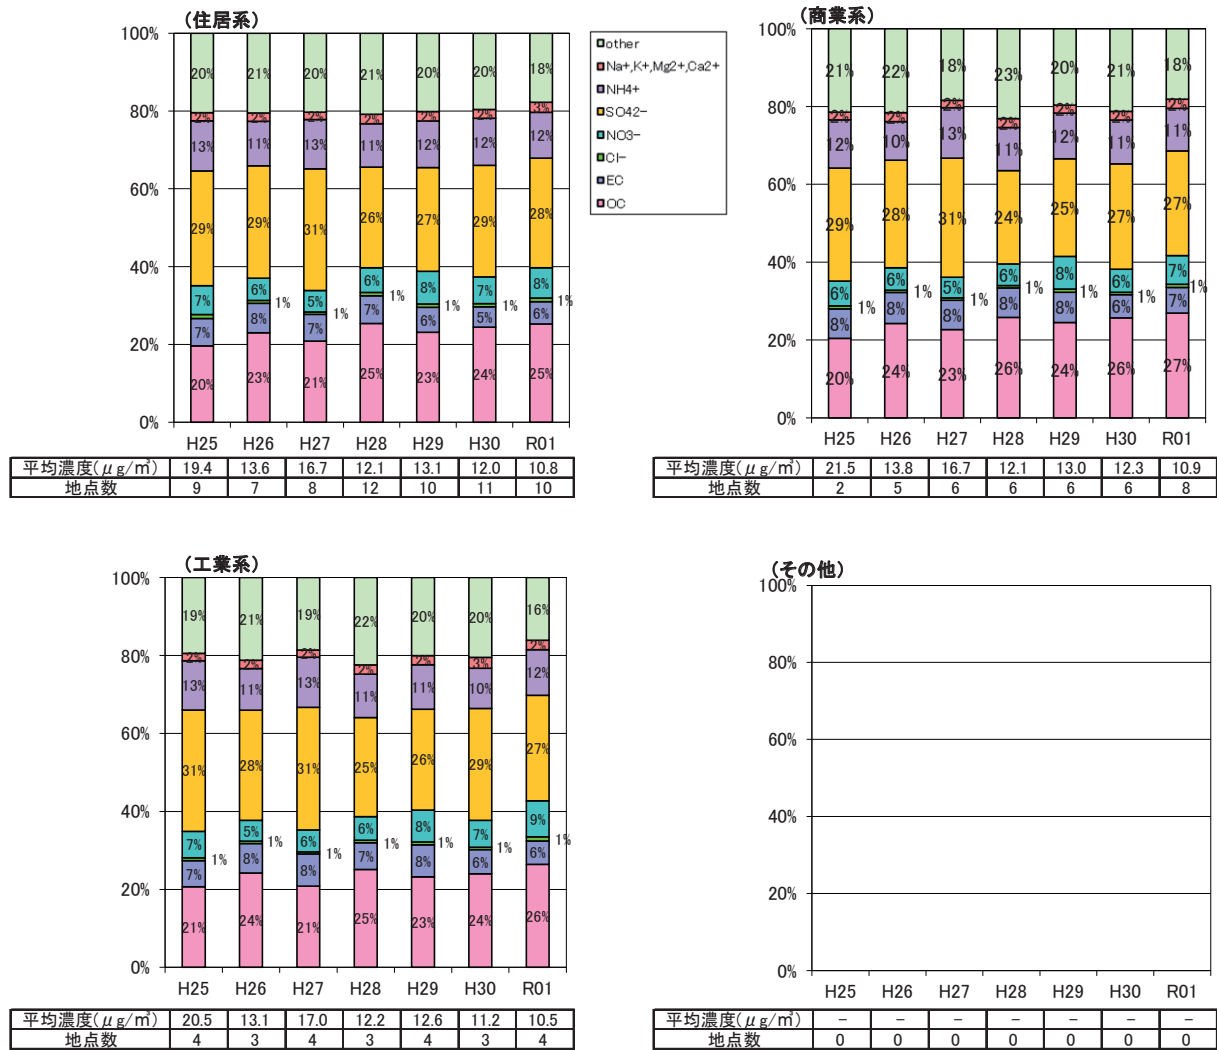 (住居系)
100%
80%
60%
40%
20%
0%
20% 21% 20% 21% 20% 20% 18%
2% 2% 2% 2% 2% 2% 3%
13% 11% 13% 11% 12% 12% 12%
29% 29% 31% 26% 27% 29% 28%
7% 6% 5% 6% 8% 7% 8%
1% 1% 1% 1% 1% 1%
7% 8% 7% 7% 6% 5% 6%
20% 23% 21% 25% 23% 24% 25%
H25 H26 H27 H28 H29 H30 R01
平均濃度(μg/㎥) 19.4 13.6 16.7 12.1 13.1 12.0 10.8
地点数 9 7 8 12 10 11 10
other
Na+,K+,Mg2+,Ca2+
NH4+
SO42-
NO3-
Cl-
EC
OC
(商業系)
100%
80%
60%
40%
20%
0%
21% 22% 18% 23% 20% 21% 18%
2% 2% 2% 2% 2% 2% 2%
12% 10% 13% 11% 12% 11% 11%
29% 28% 31% 24% 25% 27% 27%
6% 6% 5% 6% 8% 6% 7%
1% 1% 1% 1% 1% 1% 1%
8% 8% 8% 8% 8% 6% 7%
20% 24% 23% 26% 24% 26% 27%
H25 H26 H27 H28 H29 H30 R01
平均濃度(μg/㎥) 21.5 13.8 16.7 12.1 13.0 12.3 10.9
地点数 2 5 6 6 6 6 8
(工業系)
100%
80%
60%
40%
20%
0%
19% 21% 19% 22% 20% 20% 16%
2% 2% 2% 2% 2% 3% 2%
13% 11% 13% 11% 11% 10% 12%
31% 28% 31% 25% 26% 29% 27%
7% 5% 6% 6% 8% 7% 9%
1% 1% 1% 1% 1% 1% 1%
7% 8% 8% 7% 8% 6% 6%
21% 24% 21% 25% 23% 24% 26%
H25 H26 H27 H28 H29 H30 R01
平均濃度(μg/㎥) 20.5 13.1 17.0 12.2 12.6 11.2 10.5
地点数 4 3 4 3 4 3 4
(その他)
100%
80%
60%
40%
20%
0%
H25 H26 H27 H28 H29 H30 R01
平均濃度(μg/㎥) - - - - - - -
地点数 0 0 0 0 0 0 0